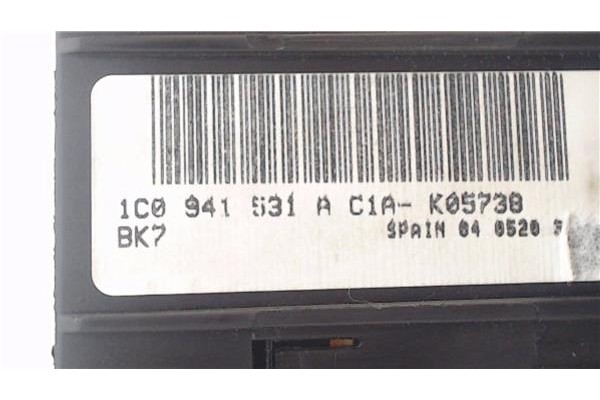 1C0 941 531 A C1A- K05738
BK7 SPAIN 04 0520